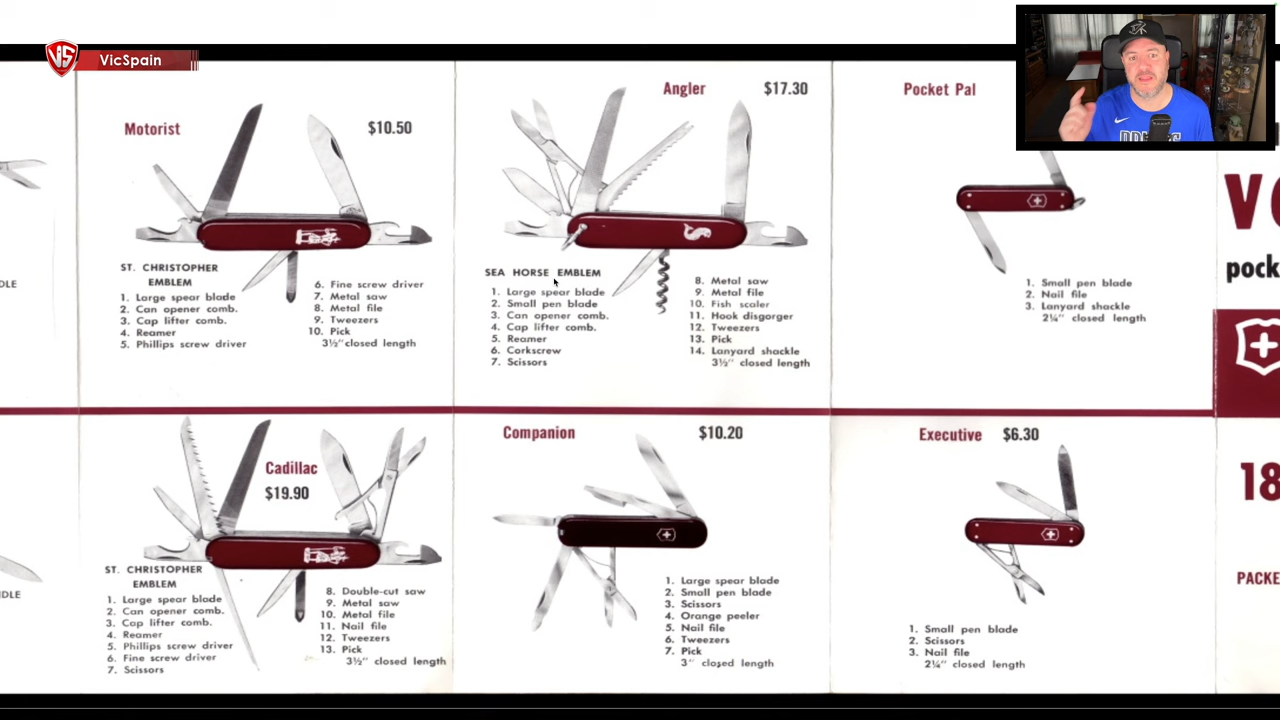 VIS
VicSpain
Motorist
$10.50
ST. CHRISTOPHER
EMBLEM
1. Large spear blade
2. Can opener comb.
3. Cap lifter comb.
4. Reamer
5. Phillips screw driver
6. Fine screw driver
7. Metal saw
8. Metal file
9. Tweezers
10. Pick
3½" closed length
Angler
$17.30
SEA HORSE EMBLEM
1. Large spear blade
2. Small pen blade
3. Can opener comb.
4. Cap lifter comb.
5. Reamer
6. Corkscrew
7. Scissors
8. Metal saw
9. Metal file
10. Fish scaler
11. Hook disgorger
12. Tweezers
13. Pick
14. Lanyard shackle
3½" closed length
Pocket Pal
1. Small pen blade
2. Nail file
3. Lanyard shackle
2¼" closed length
DLE
Cadillac
$19.90
ST. CHRISTOPHER
EMBLEM
1. Large spear blade
2. Can opener comb.
3. Cap lifter comb.
4. Reamer
5. Phillips screw driver
6. Fine screw driver
7. Scissors
8. Double-cut saw
9. Metal saw
10. Metal file
11. Nail file
12. Tweezers
13. Pick
3½" closed length
Companion
$10.20
1. Large spear blade
2. Small pen blade
3. Scissors
4. Orange peeler
5. Nail file
6. Tweezers
7. Pick
3" closed length
Executive
$6.30
1. Small pen blade
2. Scissors
3. Nail file
2¼" closed length
NDLE
V
pock
18
PACKE